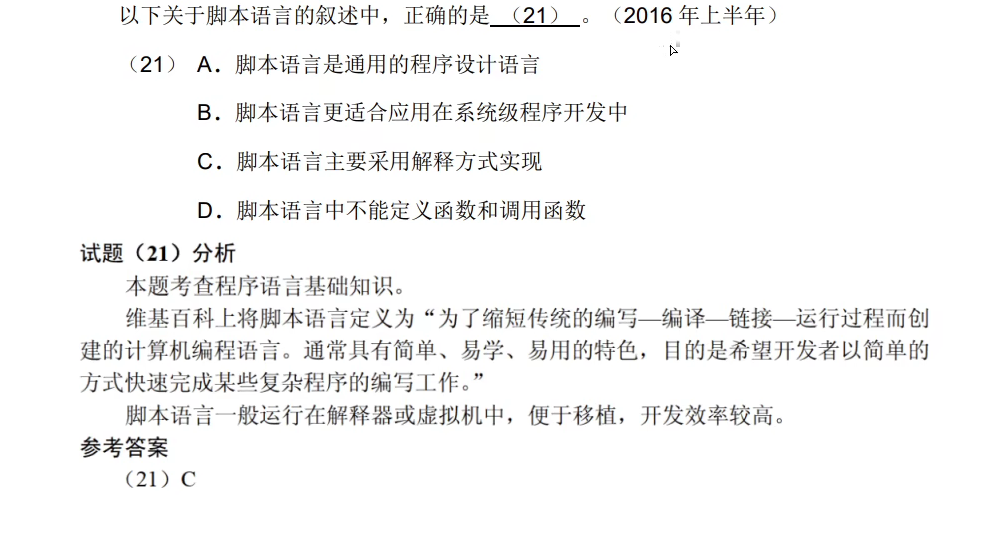 以下关于脚本语言的叙述中，正确的是 （21） 。（2016 年上半年）
（21） A．脚本语言是通用的程序设计语言
B．脚本语言更适合应用在系统级程序开发中
C．脚本语言主要采用解释方式实现
D．脚本语言中不能定义函数和调用函数
试题（21）分析
本题考查程序语言基础知识。
维基百科上将脚本语言定义为“为了缩短传统的编写—编译—链接—运行过程而创
建的计算机编程语言。通常具有简单、易学、易用的特色，目的是希望开发者以简单的
方式快速完成某些复杂程序的编写工作。”
脚本语言一般运行在解释器或虚拟机中，便于移植，开发效率较高。
参考答案
（21）C